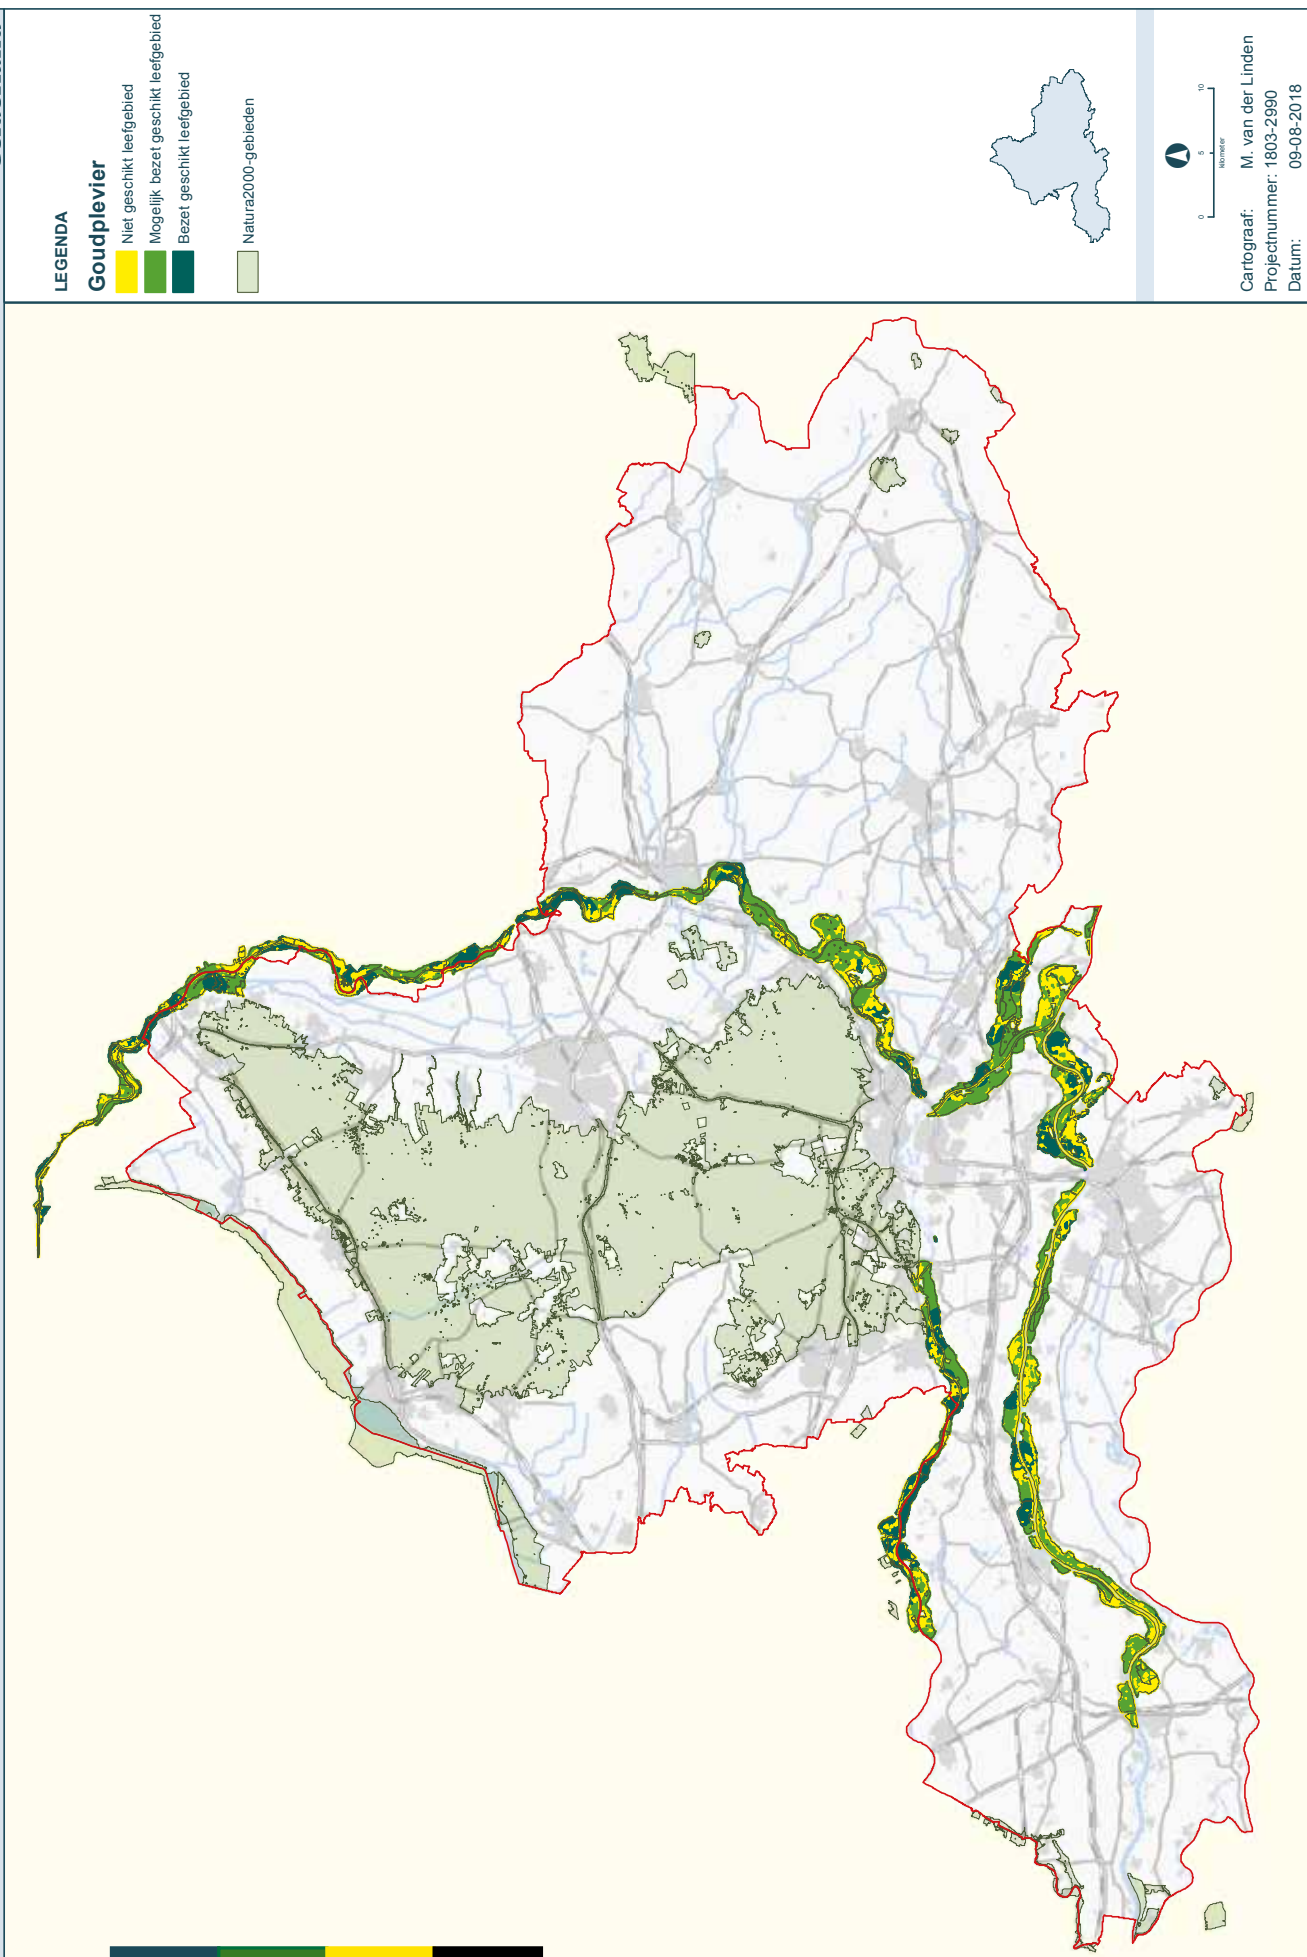 LEGENDA
Goudplevier
Niet geschikt leefgebied
Mogelijk bezet geschikt leefgebied
Bezet geschikt leefgebied
Natura2000-gebieden
0 5 10
kilometer
Cartograaf: M. van der Linden
Projectnummer: 1803-2990
Datum: 09-08-2018